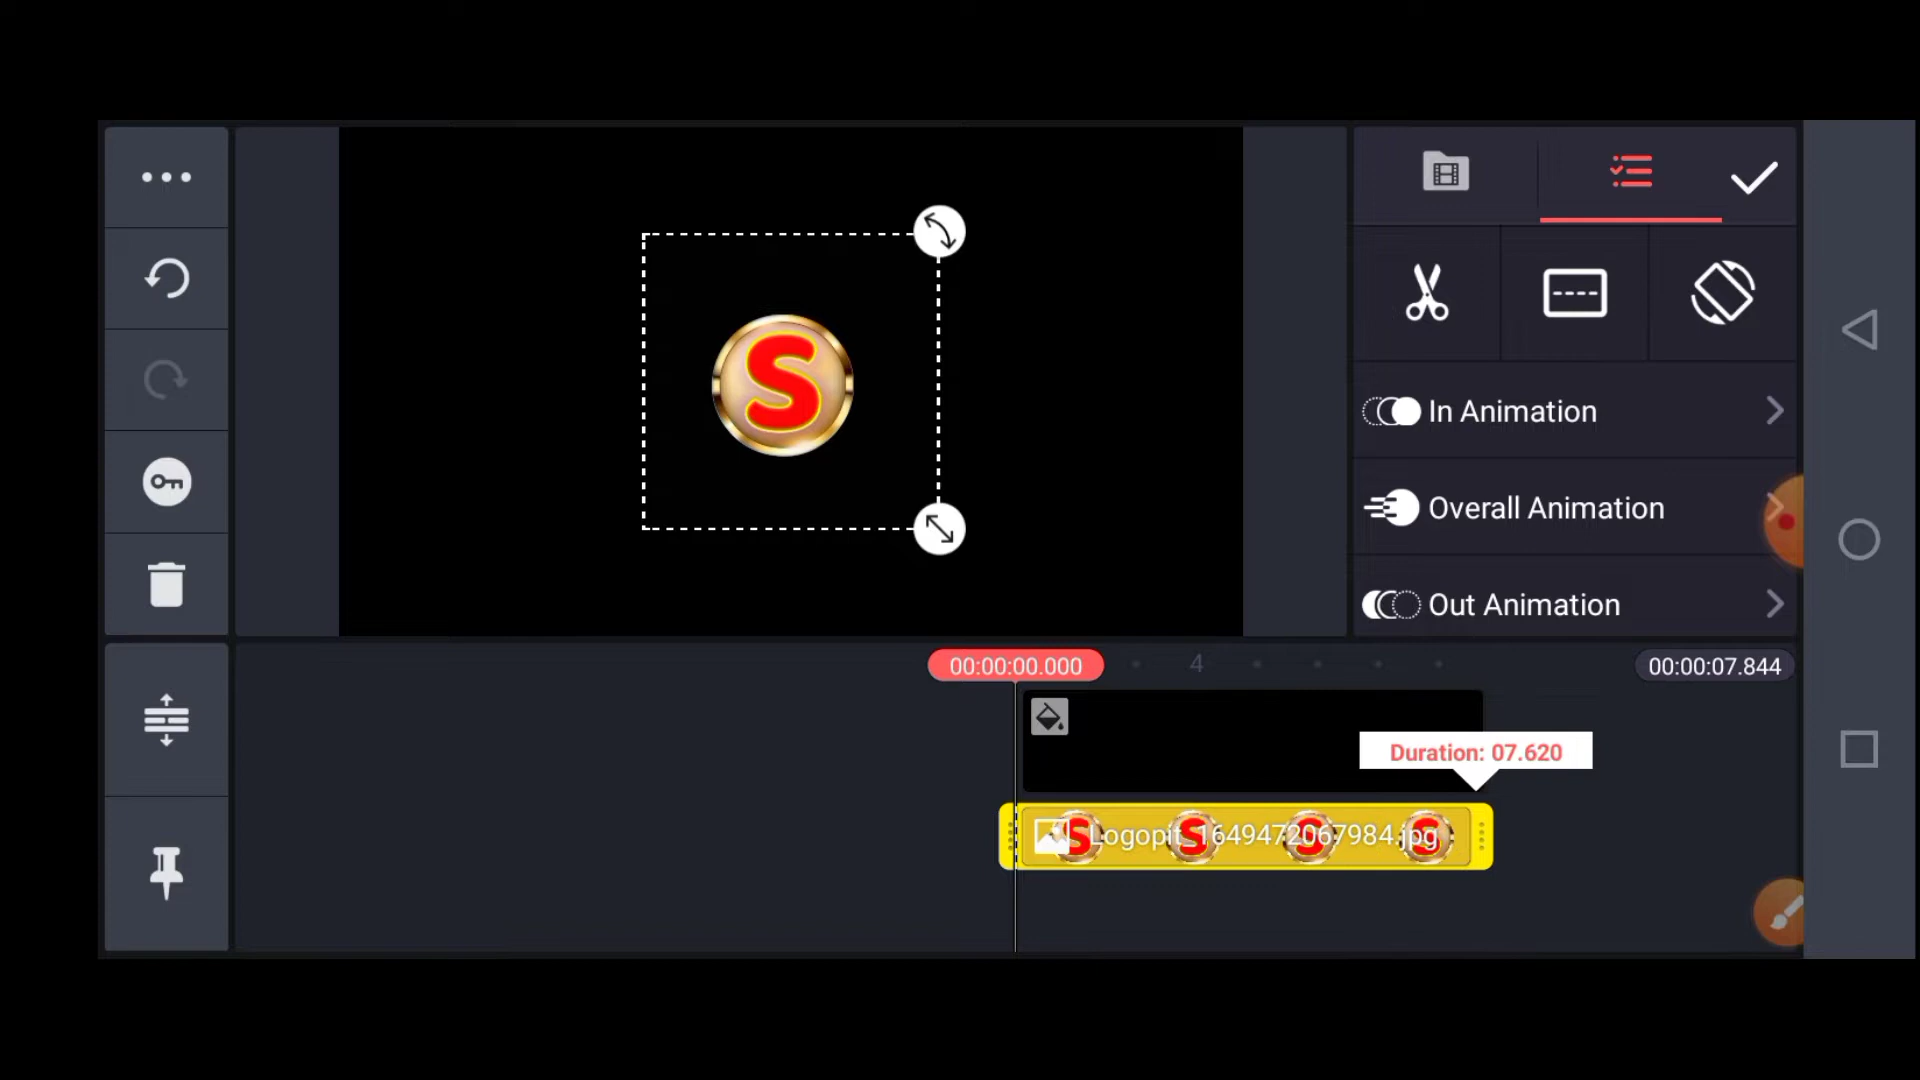 S
In Animation
Overall Animation
Out Animation
00:00:00.000
4
00:00:07.844
Duration: 07.620
Logopit_1649472067984.jpg